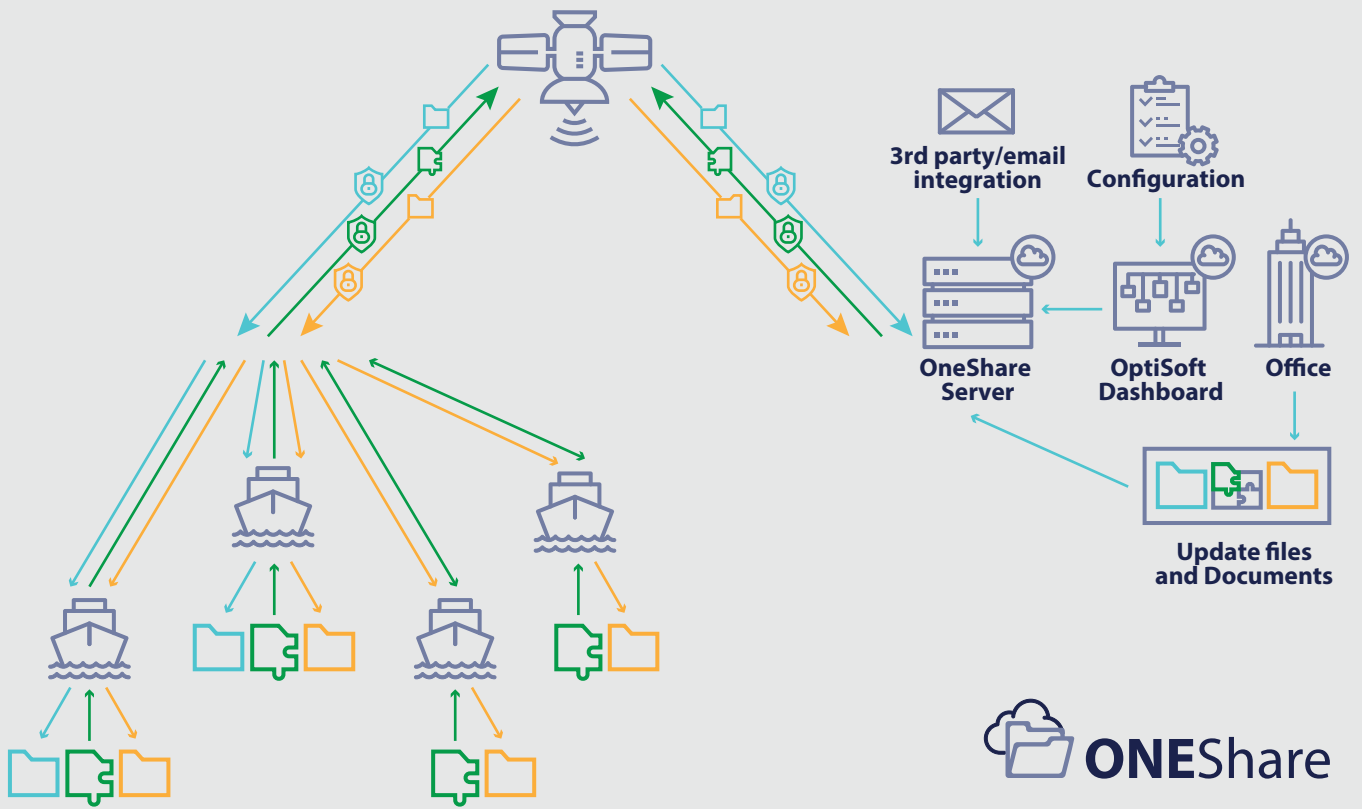 3rd party/email
integration
Configuration
OneShare
Server
OptiSoft
Dashboard
Office
Update files
and Documents
ONEShare